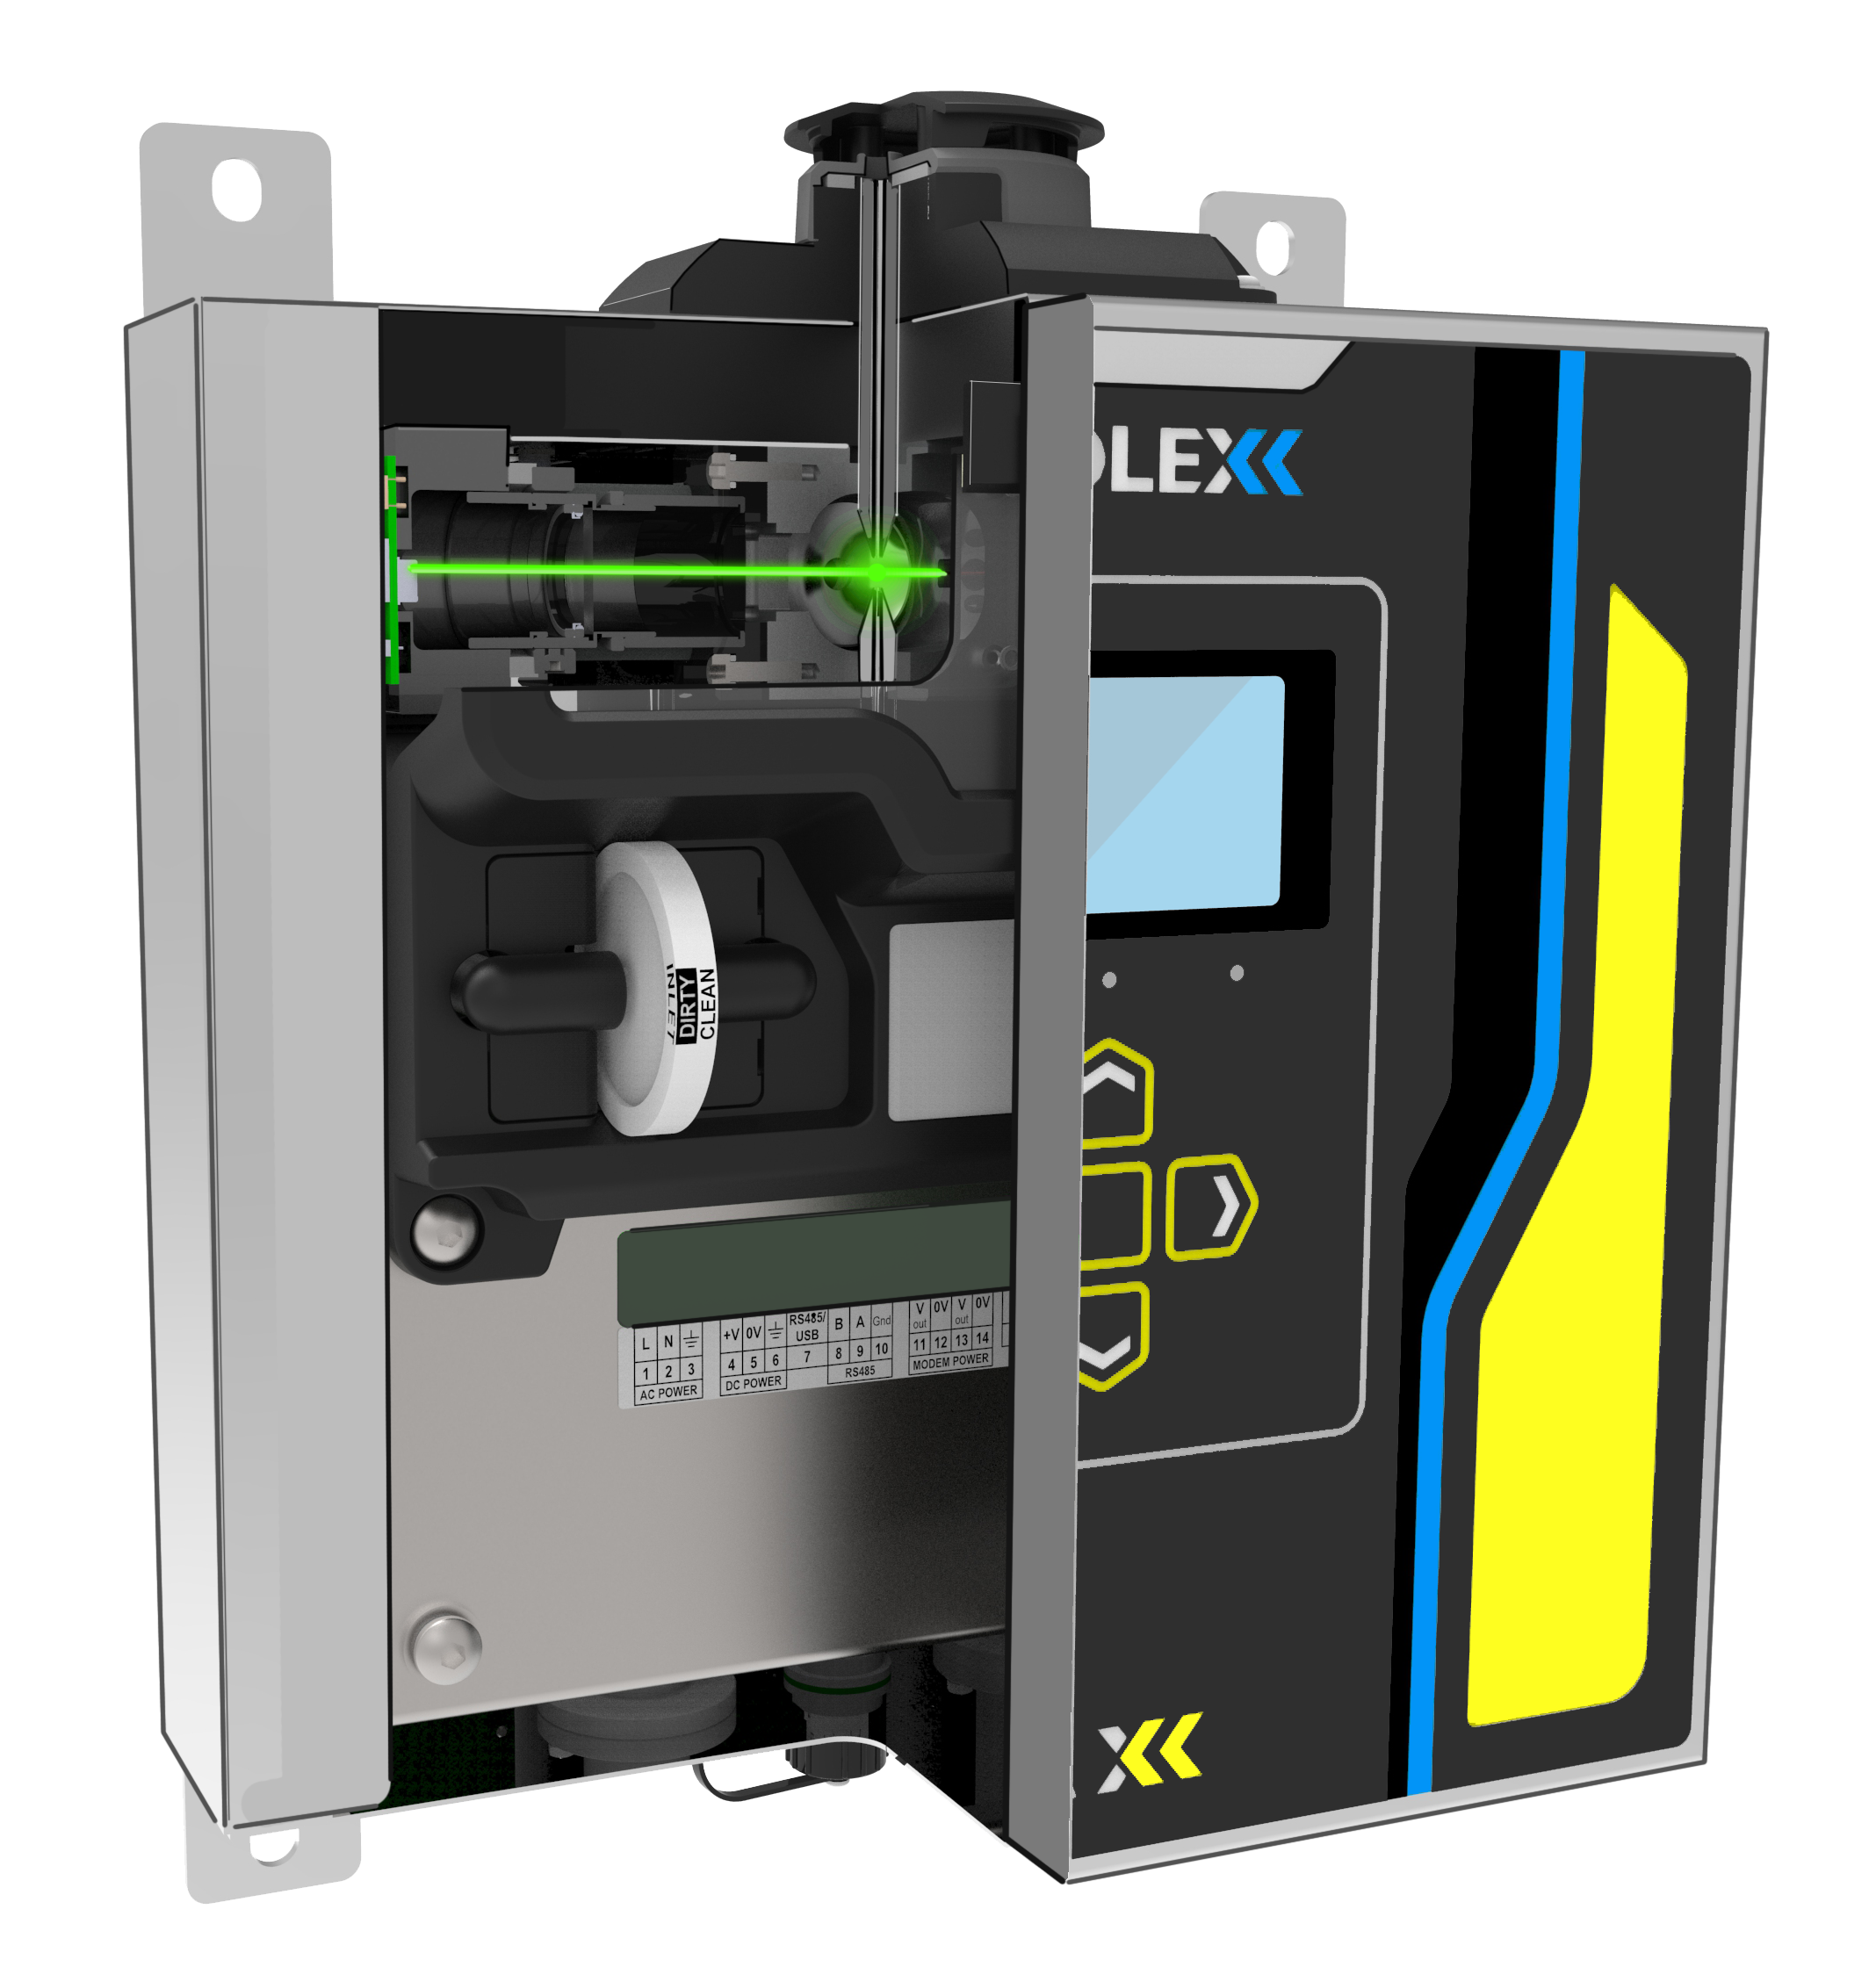 LEX
INLET
DIRTY
CLEAN
L N
1 2 3
AC POWER
+V 0V
4 5 6
DC POWER
RS485/
USB
7
B A Gnd
8 9 10
RS485
V out 0V V out 0V
11 12 13 14
MODEM POWER
X